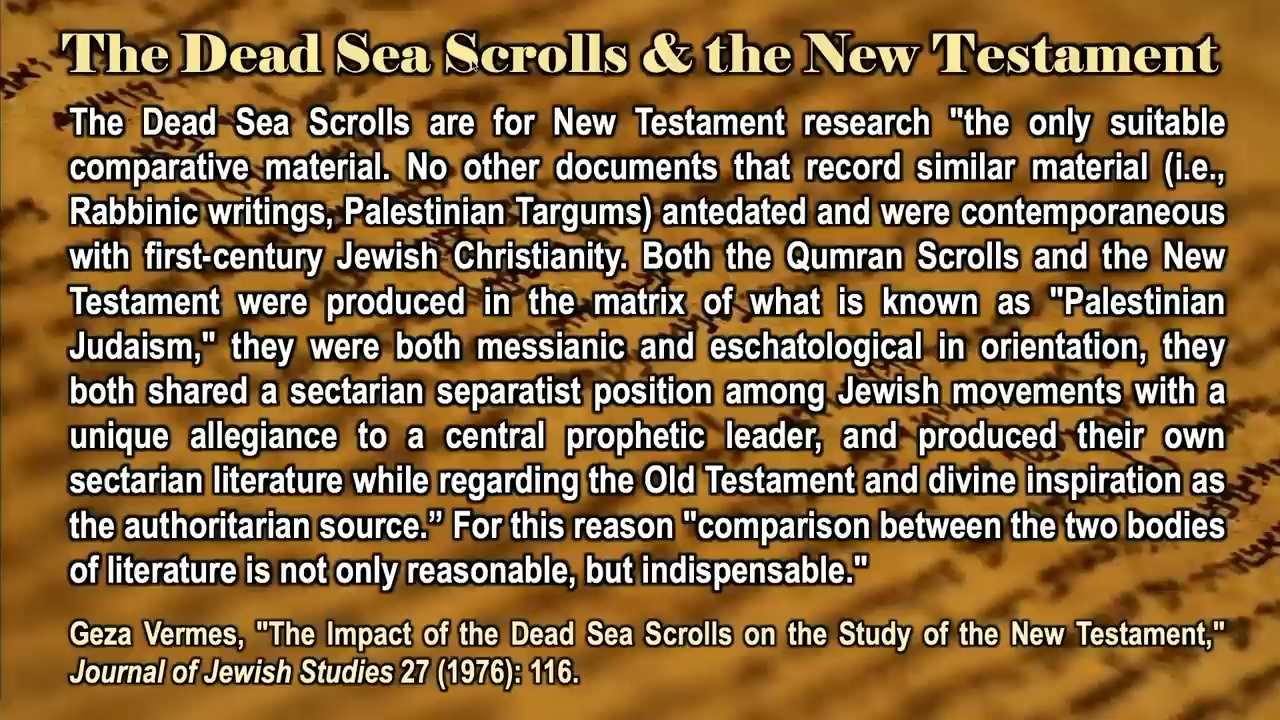 The Dead Sea Scrolls & the New Testament
The Dead Sea Scrolls are for New Testament research "the only suitable
comparative material. No other documents that record similar material (i.e.,
Rabbinic writings, Palestinian Targums) antedated and were contemporaneous
with first-century Jewish Christianity. Both the Qumran Scrolls and the New
Testament were produced in the matrix of what is known as "Palestinian
Judaism," they were both messianic and eschatological in orientation, they
both shared a sectarian separatist position among Jewish movements with a
unique allegiance to a central prophetic leader, and produced their own
sectarian literature while regarding the Old Testament and divine inspiration as
the authoritarian source.” For this reason "comparison between the two bodies
of literature is not only reasonable, but indispensable."
Geza Vermes, "The Impact of the Dead Sea Scrolls on the Study of the New Testament,"
Journal of Jewish Studies 27 (1976): 116.